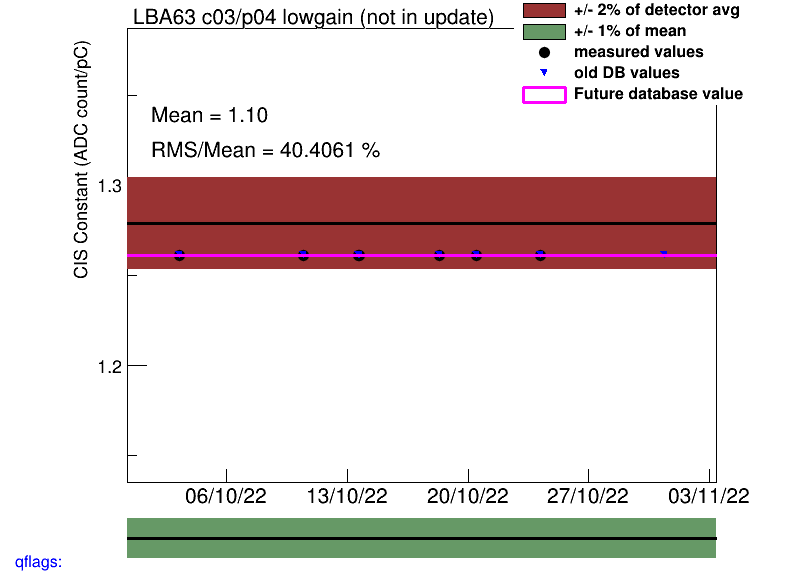 LBA63 c03/p04 lowgain (not in update)
+/- 2% of detector avg
+/- 1% of mean
measured values
old DB values
Future database value
Mean = 1.10
RMS/Mean = 40.4061 %
CIS Constant (ADC count/pC)
1.3
1.2
06/10/22 13/10/22 20/10/22 27/10/22 03/11/22
qflags: